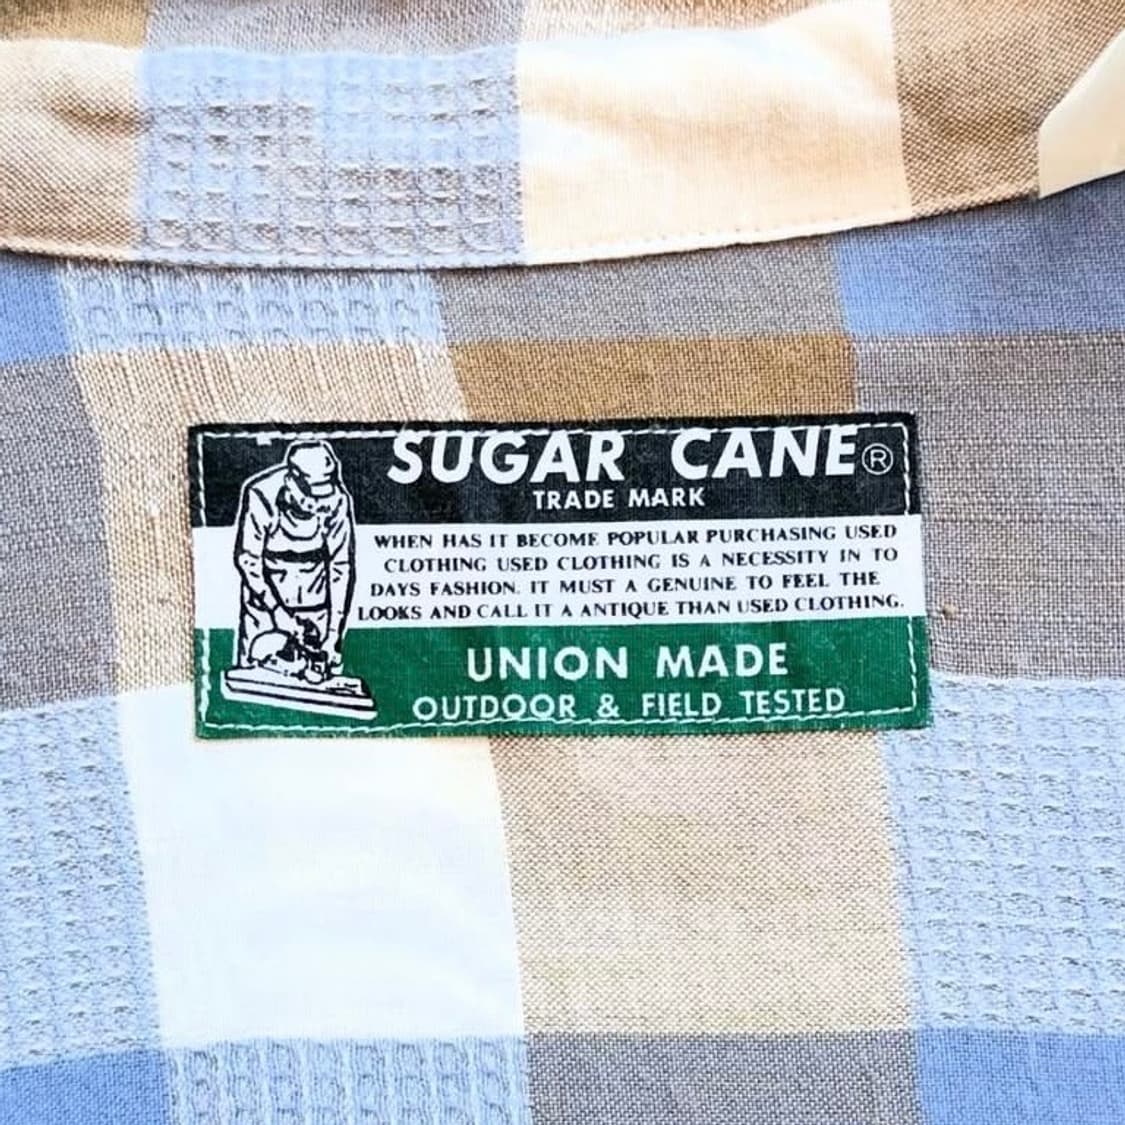 SUGAR CANE®
TRADE MARK
WHEN HAS IT BECOME POPULAR PURCHASING USED
CLOTHING USED CLOTHING IS A NECESSITY IN TO
DAYS FASHION. IT MUST A GENUINE TO FEEL THE
LOOKS AND CALL IT A ANTIQUE THAN USED CLOTHING.
UNION MADE
OUTDOOR & FIELD TESTED